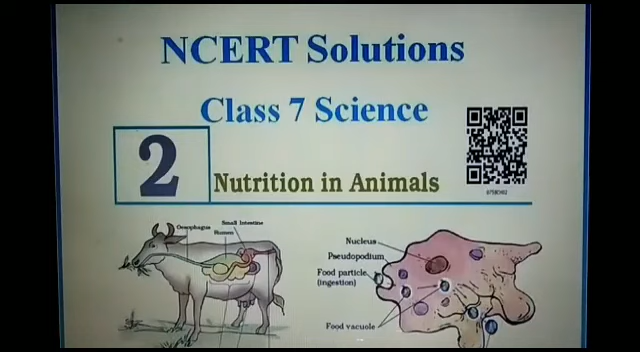 NCERT Solutions
Class 7 Science
2
Nutrition in Animals
Oesophagus
Small Intestine
Rumen
Nucleus
Pseudopodium
Food particle
(ingestion)
Food vacuole